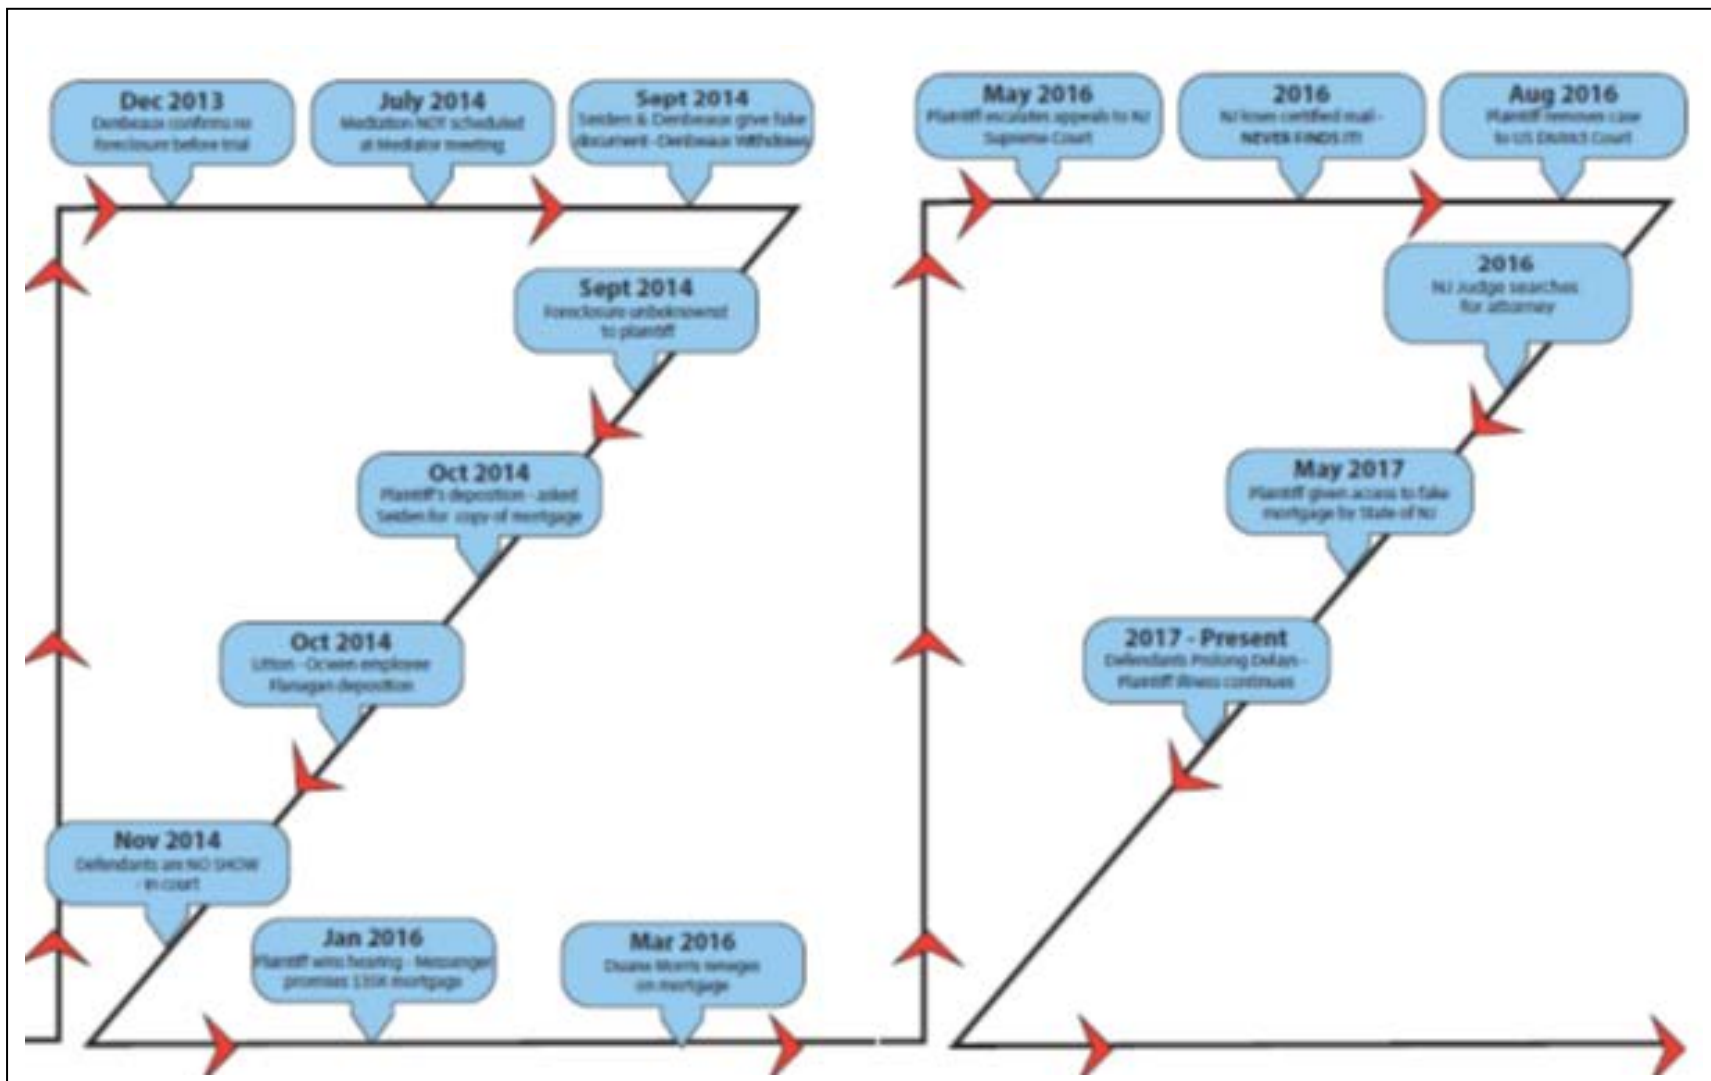 Dec 2013
Denbeaux confirms no
foreclosure before trial
July 2014
Mediation NOT scheduled
at Mediator meeting
Sept 2014
Seiden & Denbeaux give fake
document - Denbeaux Withdraws
Sept 2014
Foreclosure unbeknownst
to plaintiff
Oct 2014
Plaintiff's deposition - asked
Seiden for copy of mortgage
Oct 2014
Litton - Ocwen employee
Flanagan deposition
Nov 2014
Defendants are NO SHOW
- in court
Jan 2016
Plaintiff wins hearing - Messenger
promises 135K mortgage
Mar 2016
Duane Morris reneges
on mortgage
May 2016
Plaintiff escalates appeals to NJ
Supreme Court
2016
NJ loses certified mail -
NEVER FINDS IT!
Aug 2016
Plaintiff removes case
to US District Court
2016
NJ Judge searches
for attorney
May 2017
Plaintiff given access to fake
mortgage by State of NJ
2017 - Present
Defendants Prolong Delays -
Plaintiff illness continues